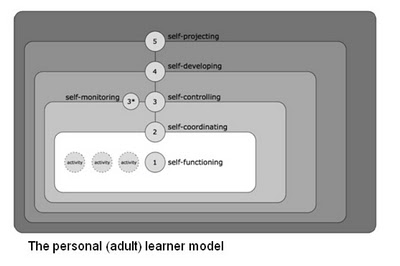 5 self-projecting
4 self-developing
self-monitoring 3* 3 self-controlling
2 self-coordinating
activity activity activity 1 self-functioning
The personal (adult) learner model